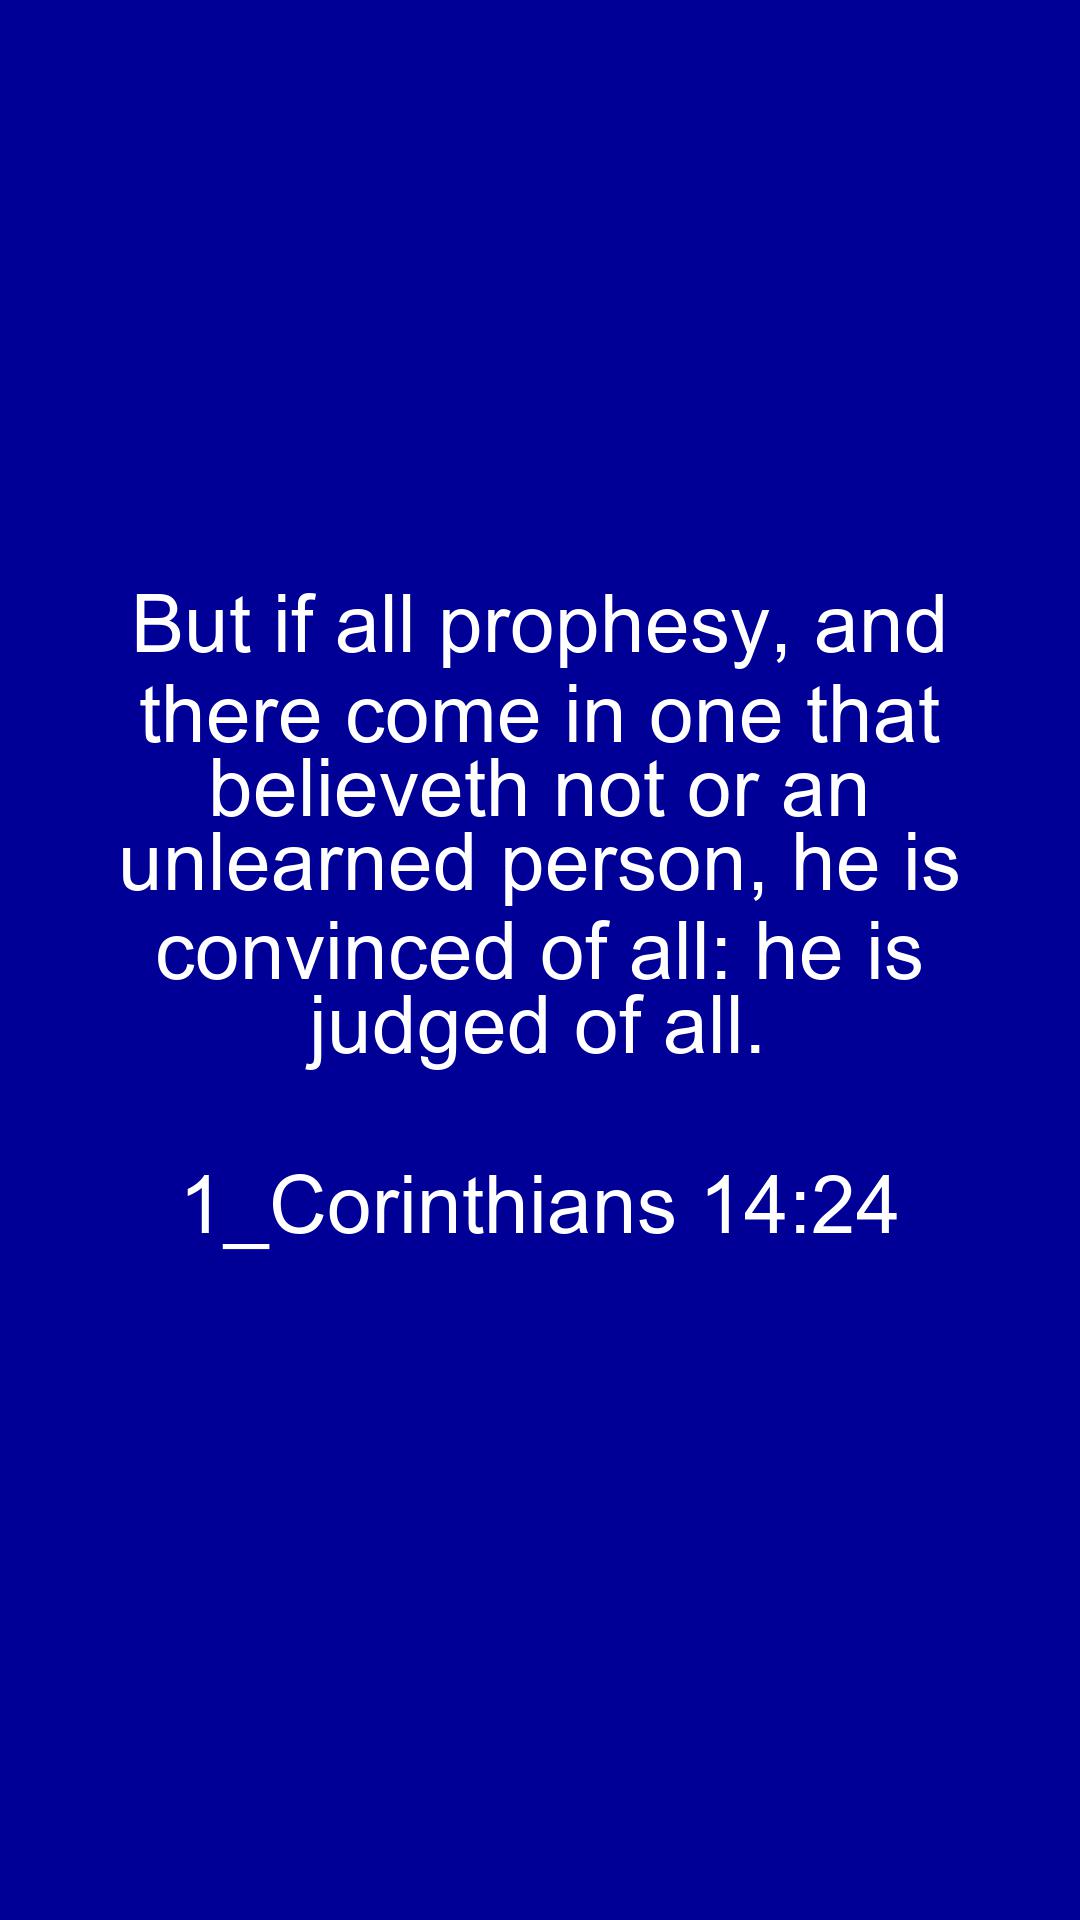 But if all prophesy, and
there come in one that
believeth not or an
unlearned person, he is
convinced of all: he is
judged of all.
1_Corinthians 14:24